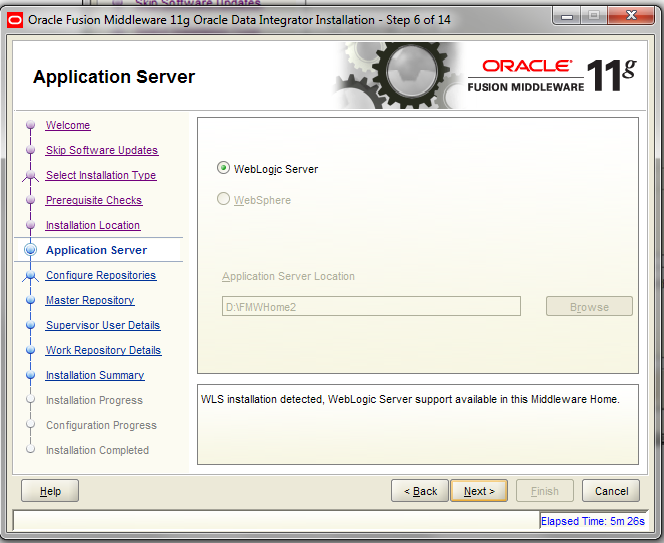 Skip Software Updates
Oracle Fusion Middleware 11g Oracle Data Integrator Installation - Step 6 of 14
Application Server
ORACLE
FUSION MIDDLEWARE 11g
Welcome
Skip Software Updates
Select Installation Type
Prerequisite Checks
Installation Location
Application Server
Configure Repositories
Master Repository
Supervisor User Details
Work Repository Details
Installation Summary
Installation Progress
Configuration Progress
Installation Completed
WebLogic Server
WebSphere
Application Server Location
D:\FMWHome2
Browse
WLS installation detected, WebLogic Server support available in this Middleware Home.
Help
< Back
Next >
Finish
Cancel
Elapsed Time: 5m 26s